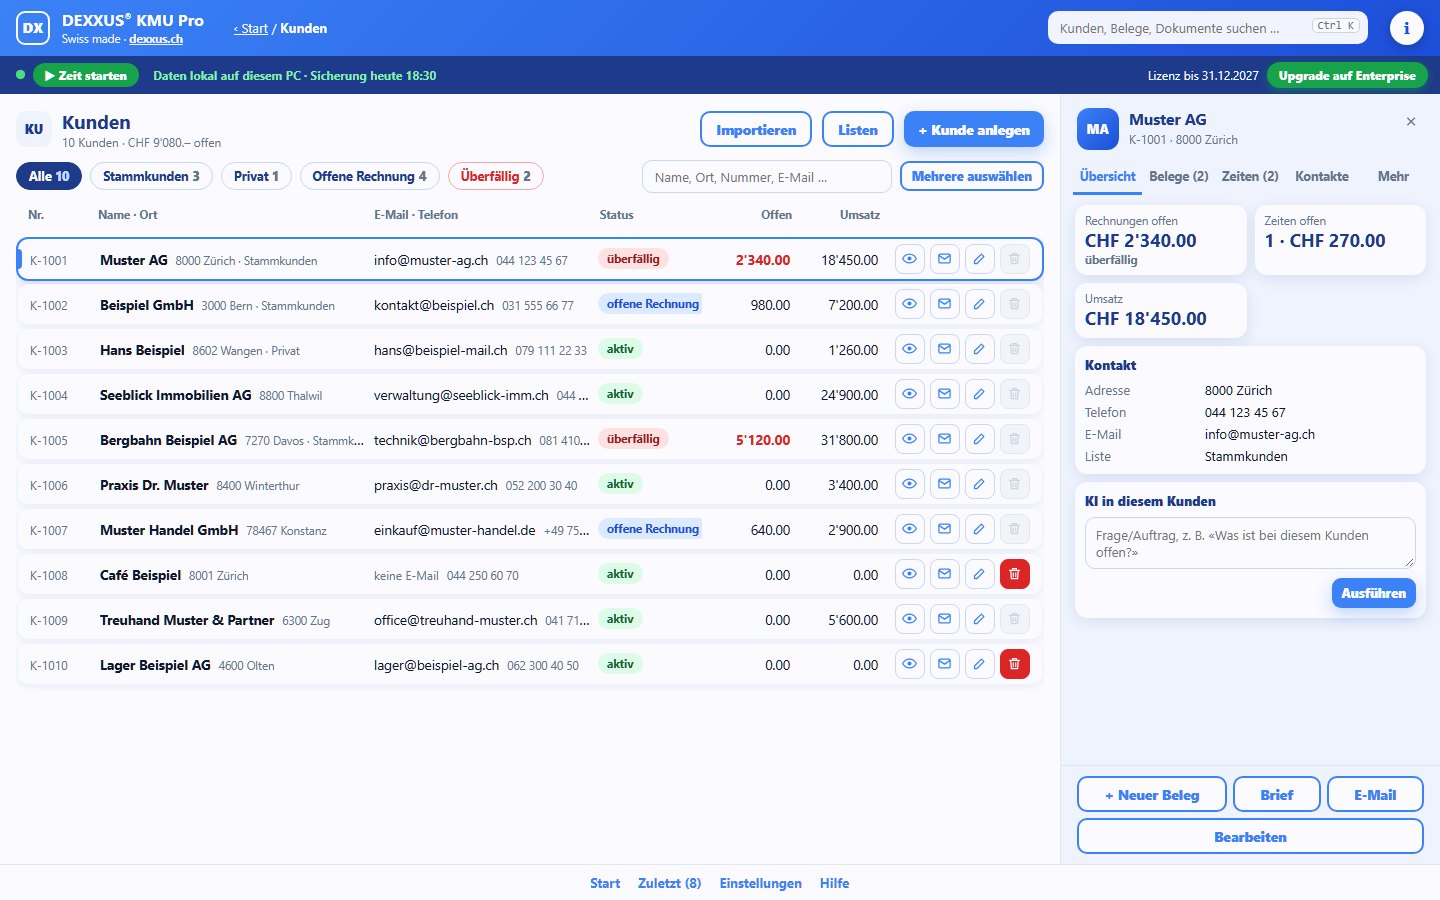 DX
DEXXUS® KMU Pro
Swiss made · dexxus.ch
‹ Start / Kunden
Kunden, Belege, Dokumente suchen ...
Ctrl K
i
▶ Zeit starten
Daten lokal auf diesem PC · Sicherung heute 18:30
Lizenz bis 31.12.2027
Upgrade auf Enterprise
KU
Kunden
10 Kunden · CHF 9'080.– offen
Importieren
Listen
+ Kunde anlegen
Alle 10
Stammkunden 3
Privat 1
Offene Rechnung 4
Überfällig 2
Name, Ort, Nummer, E-Mail ...
Mehrere auswählen
Nr. Name · Ort E-Mail · Telefon Status Offen Umsatz
K-1001 Muster AG 8000 Zürich · Stammkunden info@muster-ag.ch 044 123 45 67 überfällig 2'340.00 18'450.00
K-1002 Beispiel GmbH 3000 Bern · Stammkunden kontakt@beispiel.ch 031 555 66 77 offene Rechnung 980.00 7'200.00
K-1003 Hans Beispiel 8602 Wangen · Privat hans@beispiel-mail.ch 079 111 22 33 aktiv 0.00 1'260.00
K-1004 Seeblick Immobilien AG 8800 Thalwil verwaltung@seeblick-imm.ch 044 ... aktiv 0.00 24'900.00
K-1005 Bergbahn Beispiel AG 7270 Davos · Stammk... technik@bergbahn-bsp.ch 081 410... überfällig 5'120.00 31'800.00
K-1006 Praxis Dr. Muster 8400 Winterthur praxis@dr-muster.ch 052 200 30 40 aktiv 0.00 3'400.00
K-1007 Muster Handel GmbH 78467 Konstanz einkauf@muster-handel.de +49 75... offene Rechnung 640.00 2'900.00
K-1008 Café Beispiel 8001 Zürich keine E-Mail 044 250 60 70 aktiv 0.00 0.00
K-1009 Treuhand Muster & Partner 6300 Zug office@treuhand-muster.ch 041 71... aktiv 0.00 5'600.00
K-1010 Lager Beispiel AG 4600 Olten lager@beispiel-ag.ch 062 300 40 50 aktiv 0.00 0.00
MA
Muster AG
K-1001 · 8000 Zürich
×
Übersicht Belege (2) Zeiten (2) Kontakte Mehr
Rechnungen offen
CHF 2'340.00
überfällig
Zeiten offen
1 · CHF 270.00
Umsatz
CHF 18'450.00
Kontakt
Adresse 8000 Zürich
Telefon 044 123 45 67
E-Mail info@muster-ag.ch
Liste Stammkunden
KI in diesem Kunden
Frage/Auftrag, z. B. «Was ist bei diesem Kunden
offen?»
Ausführen
+ Neuer Beleg
Brief
E-Mail
Bearbeiten
Start Zuletzt (8) Einstellungen Hilfe